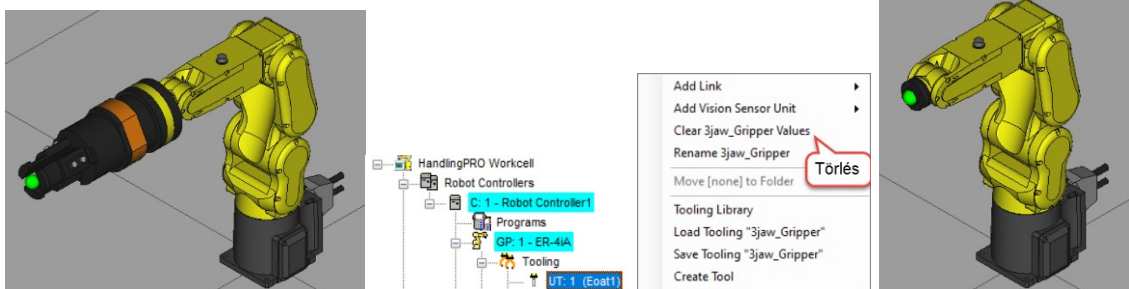 HandlingPRO Workcell
Robot Controllers
C: 1 - Robot Controller1
Programs
GP: 1 - ER-4iA
Tooling
UT: 1 (Eoat1)
Add Link
Add Vision Sensor Unit
Clear 3jaw_Gripper Values
Rename 3jaw_Gripper
Törlés
Move [none] to Folder
Tooling Library
Load Tooling "3jaw_Gripper"
Save Tooling "3jaw_Gripper"
Create Tool